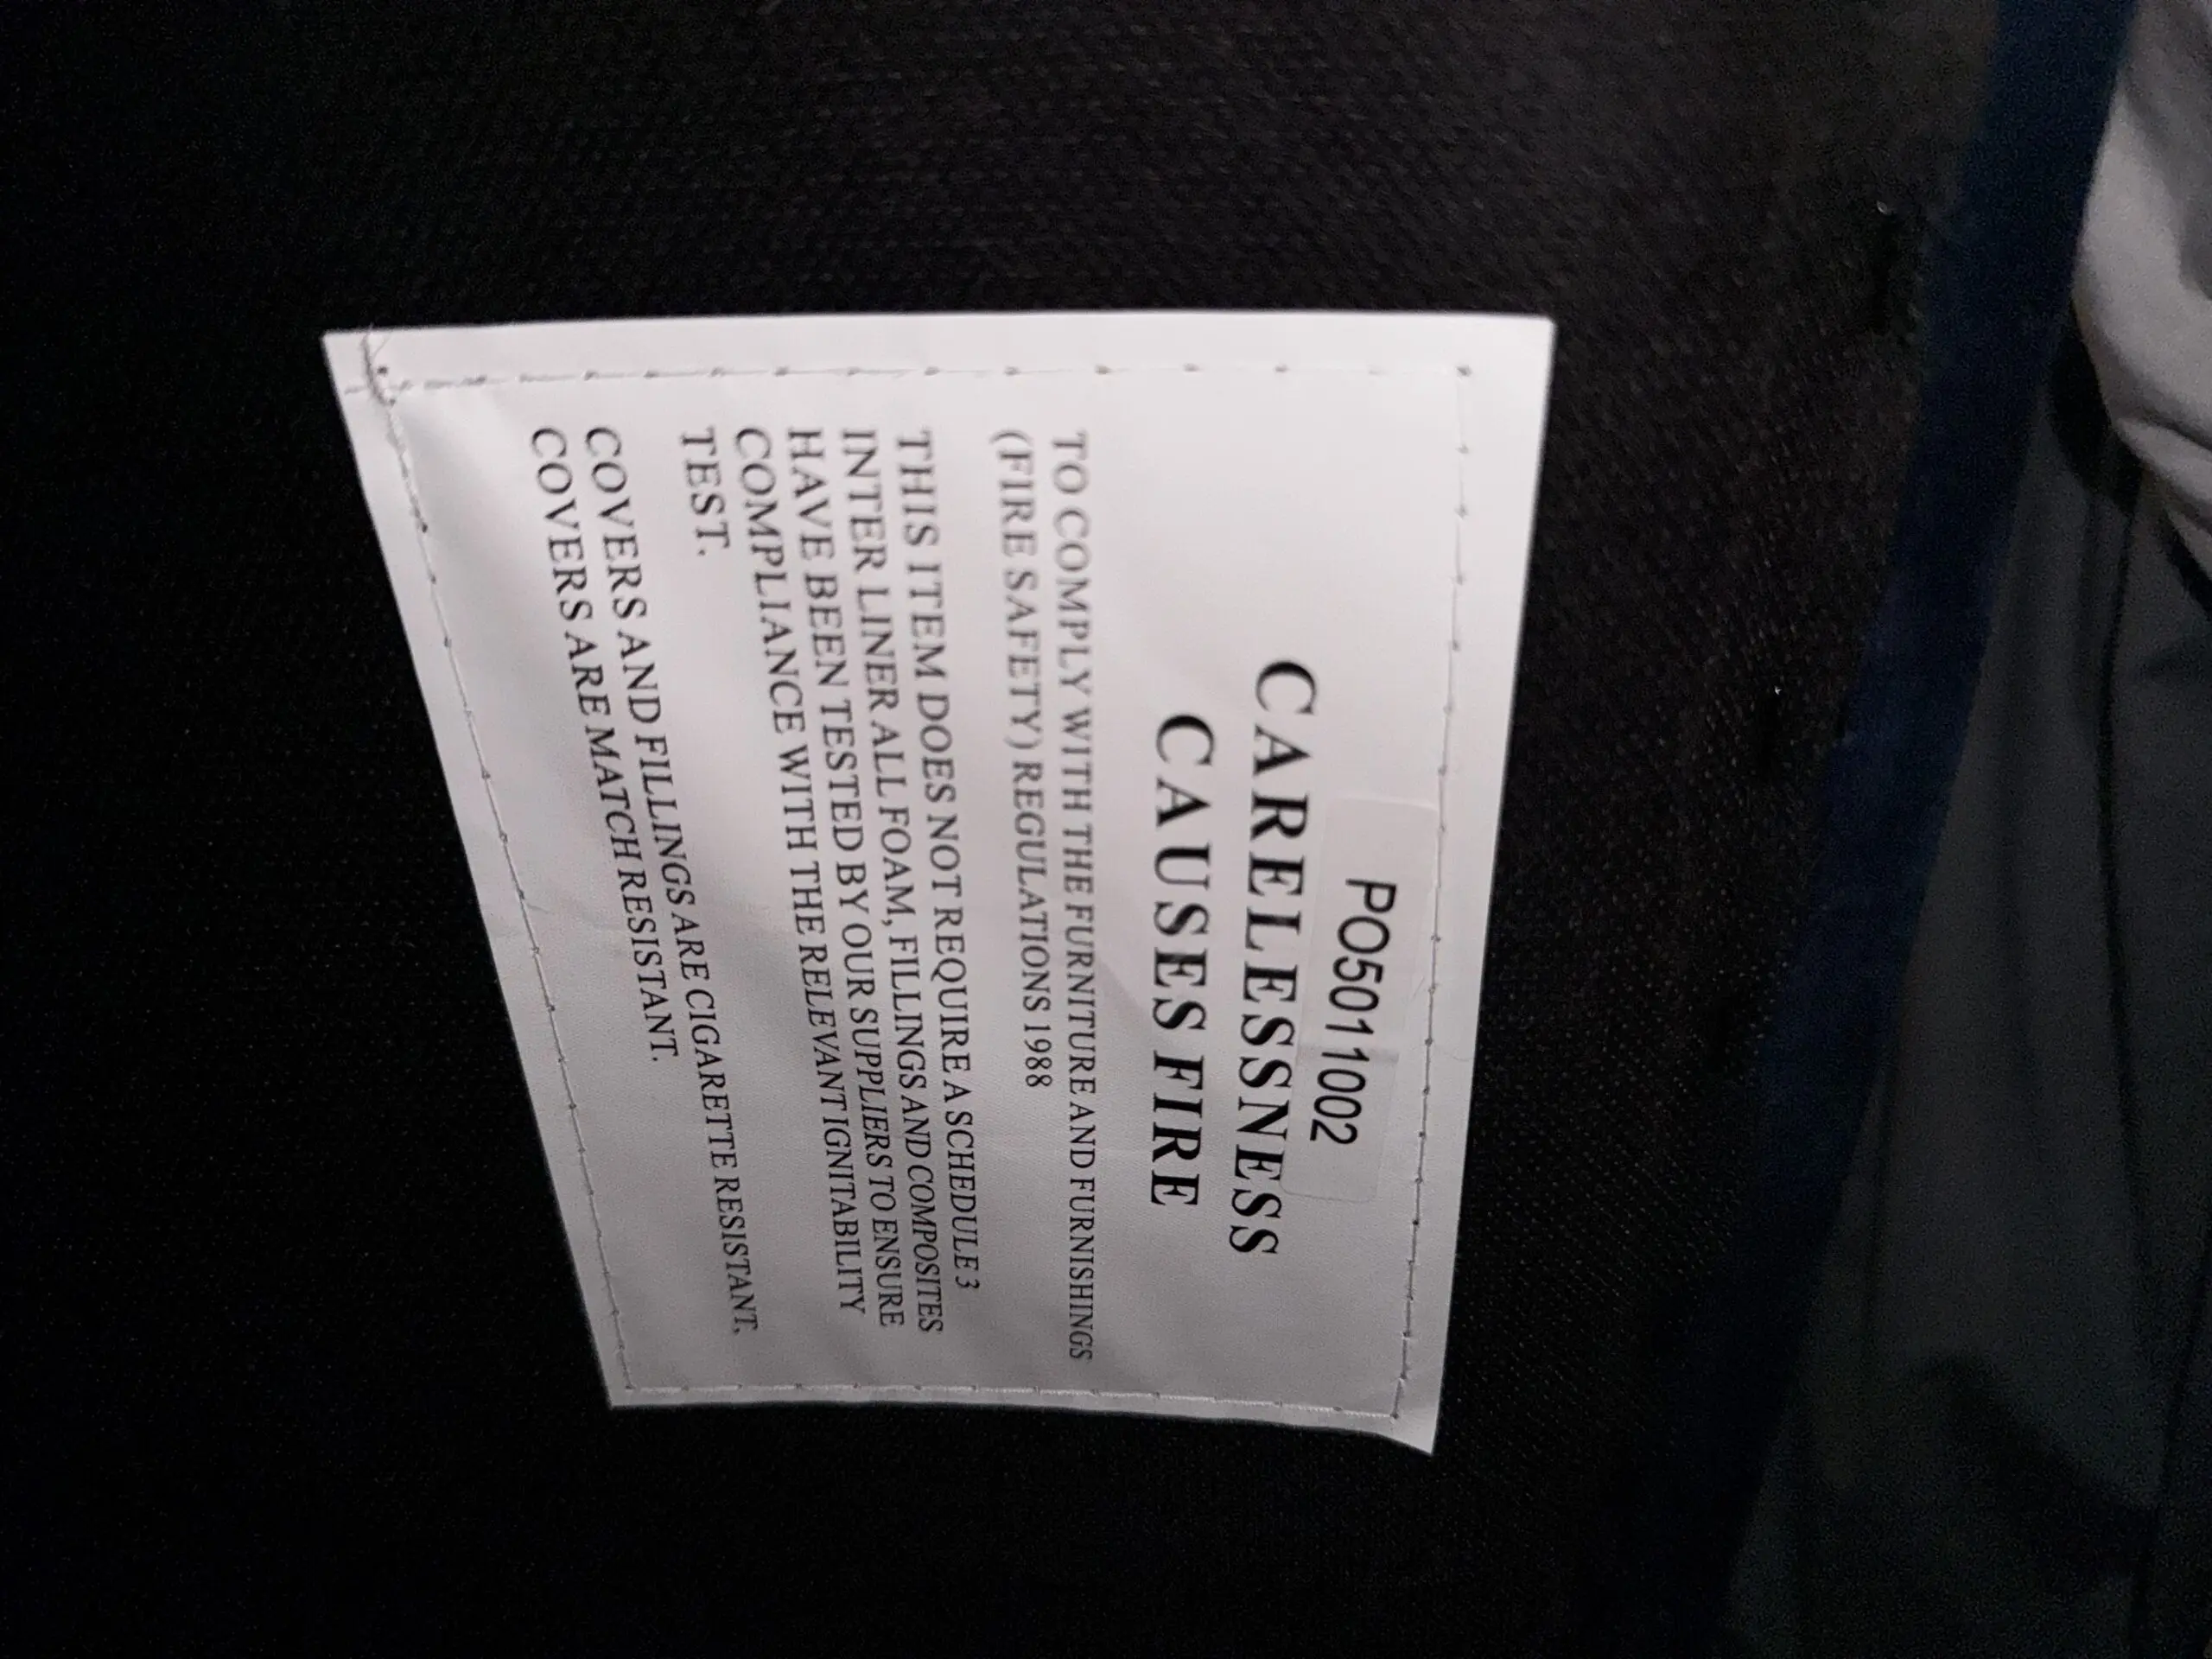 PO5011002
CARELESSNESS
CAUSES FIRE
TO COMPLY WITH THE FURNITURE AND FURNISHINGS
(FIRE SAFETY) REGULATIONS 1988
THIS ITEM DOES NOT REQUIRE A SCHEDULE 3
INTER LINER ALL FOAM, FILLINGS AND COMPOSITES
HAVE BEEN TESTED BY OUR SUPPLIERS TO ENSURE
COMPLIANCE WITH THE RELEVANT IGNITABILITY
TEST.
COVERS AND FILLINGS ARE CIGARETTE RESISTANT.
COVERS ARE MATCH RESISTANT.